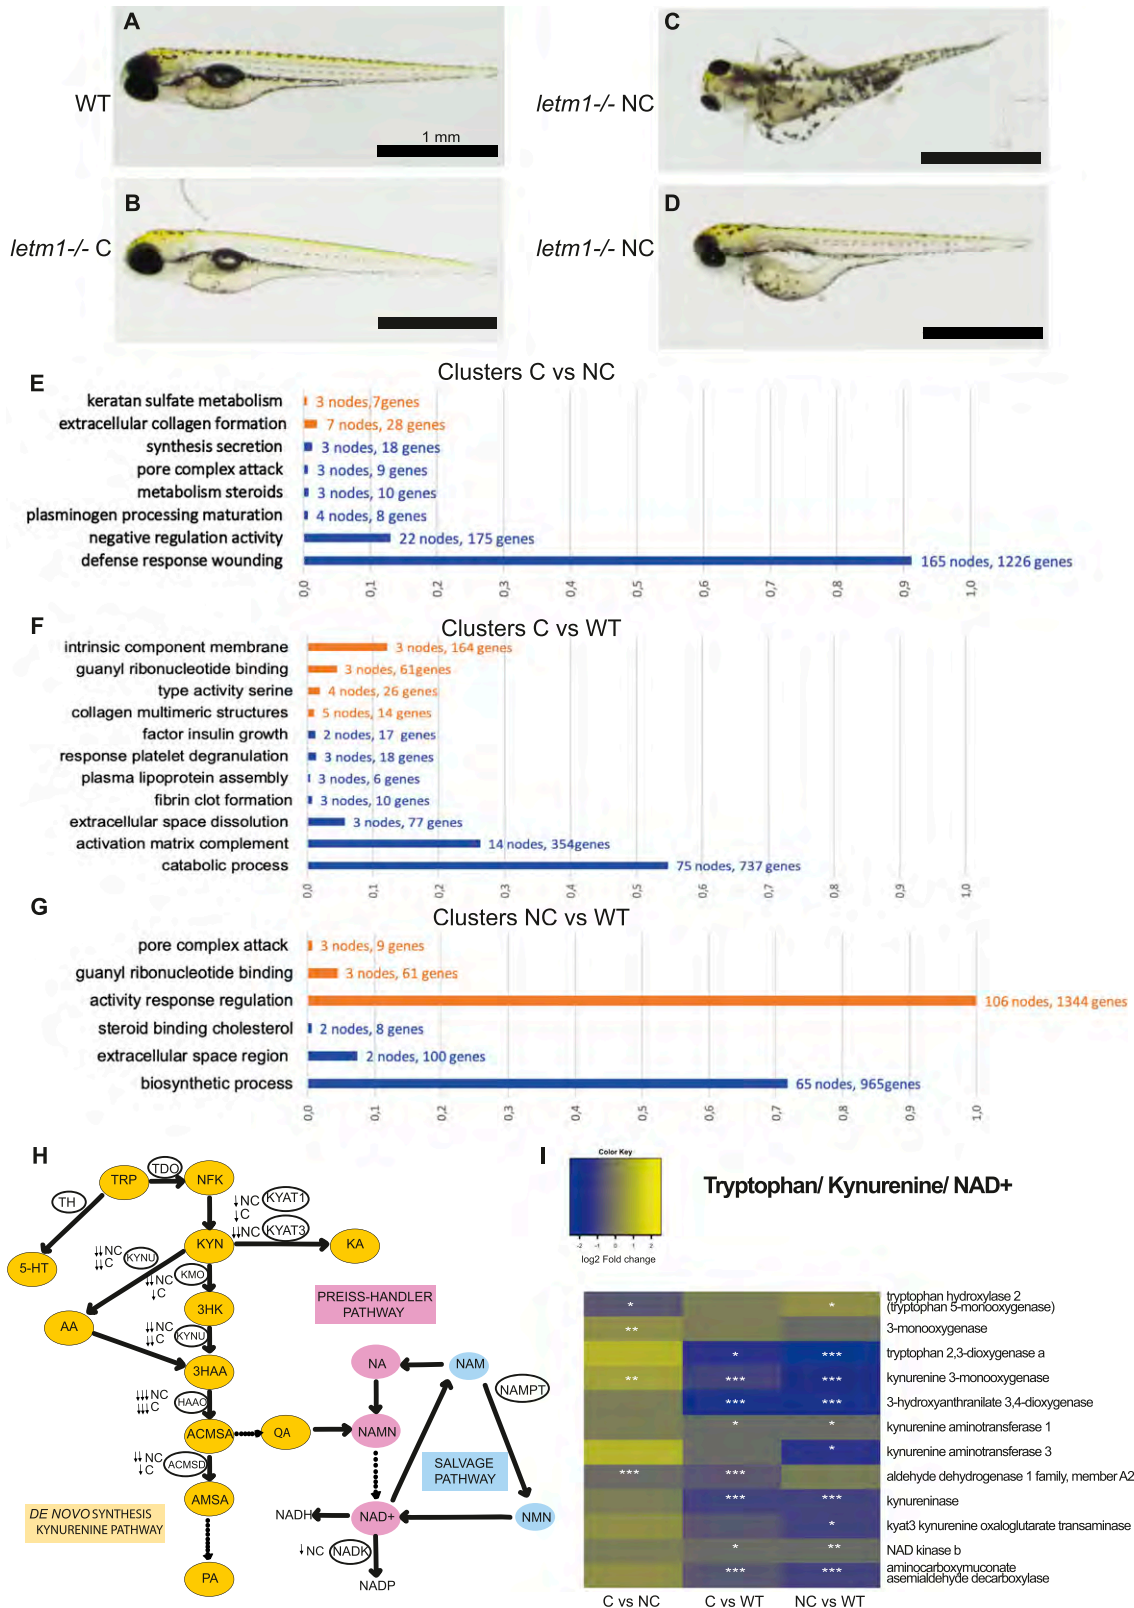 A
WT
1 mm
B
letm1-/- C
C
letm1-/- NC
D
letm1-/- NC
E
Clusters C vs NC
keratan sulfate metabolism
3 nodes,7genes
extracellular collagen formation
7 nodes, 28 genes
synthesis secretion
3 nodes, 18 genes
pore complex attack
3 nodes, 9 genes
metabolism steroids
3 nodes, 10 genes
plasminogen processing maturation
4 nodes, 8 genes
negative regulation activity
22 nodes, 175 genes
defense response wounding
165 nodes, 1226 genes
0,0 0,1 0,2 0,3 0,4 0,5 0,6 0,7 0,8 0,9 1,0
F
Clusters C vs WT
intrinsic component membrane
3 nodes, 164 genes
guanyl ribonucleotide binding
3 nodes, 61genes
type activity serine
4 nodes, 26 genes
collagen multimeric structures
5 nodes, 14 genes
factor insulin growth
2 nodes, 17 genes
response platelet degranulation
3 nodes, 18 genes
plasma lipoprotein assembly
3 nodes, 6 genes
fibrin clot formation
3 nodes, 10 genes
extracellular space dissolution
3 nodes, 77 genes
activation matrix complement
14 nodes, 354genes
catabolic process
75 nodes, 737 genes
0,0 0,1 0,2 0,3 0,4 0,5 0,6 0,7 0,8 0,9 1,0
G
Clusters NC vs WT
pore complex attack
3 nodes, 9 genes
guanyl ribonucleotide binding
3 nodes, 61 genes
activity response regulation
106 nodes, 1344 genes
steroid binding cholesterol
2 nodes, 8 genes
extracellular space region
2 nodes, 100 genes
biosynthetic process
65 nodes, 965genes
0,0 0,1 0,2 0,3 0,4 0,5 0,6 0,7 0,8 0,9 1,0
H
TRP
TDO
NFK
TH
↓NC
↓C
KYAT1
↓↓NC
KYAT3
5-HT
↓↓NC
↓↓C
KYNU
KYN
KA
↓↓NC
↓C
KMO
AA
3HK
PREISS-HANDLER
PATHWAY
↓↓NC
↓↓C
KYNU
3HAA
NA
NAM
NAMPT
↓↓↓NC
↓↓↓C
HAAO
ACMSA
QA
NAMN
↓↓NC
↓C
ACMSD
SALVAGE
PATHWAY
AMSA
DE NOVO SYNTHESIS
KYNURENINE PATHWAY
NADH
NAD+
NMN
↓NC
NADK
PA
NADP
I
Color Key
-2 -1 0 1 2
log2 Fold change
Tryptophan/ Kynurenine/ NAD+
* * tryptophan hydroxylase 2
(tryptophan 5-monooxygenase)
** 3-monooxygenase
* *** tryptophan 2,3-dioxygenase a
** *** *** kynurenine 3-monooxygenase
*** *** 3-hydroxyanthranilate 3,4-dioxygenase
* * kynurenine aminotransferase 1
* kynurenine aminotransferase 3
*** *** aldehyde dehydrogenase 1 family, member A2
*** *** kynureninase
* kyat3 kynurenine oxaloglutarate transaminase
* ** NAD kinase b
*** *** aminocarboxymuconate
asemialdehyde decarboxylase
C vs NC
C vs WT
NC vs WT